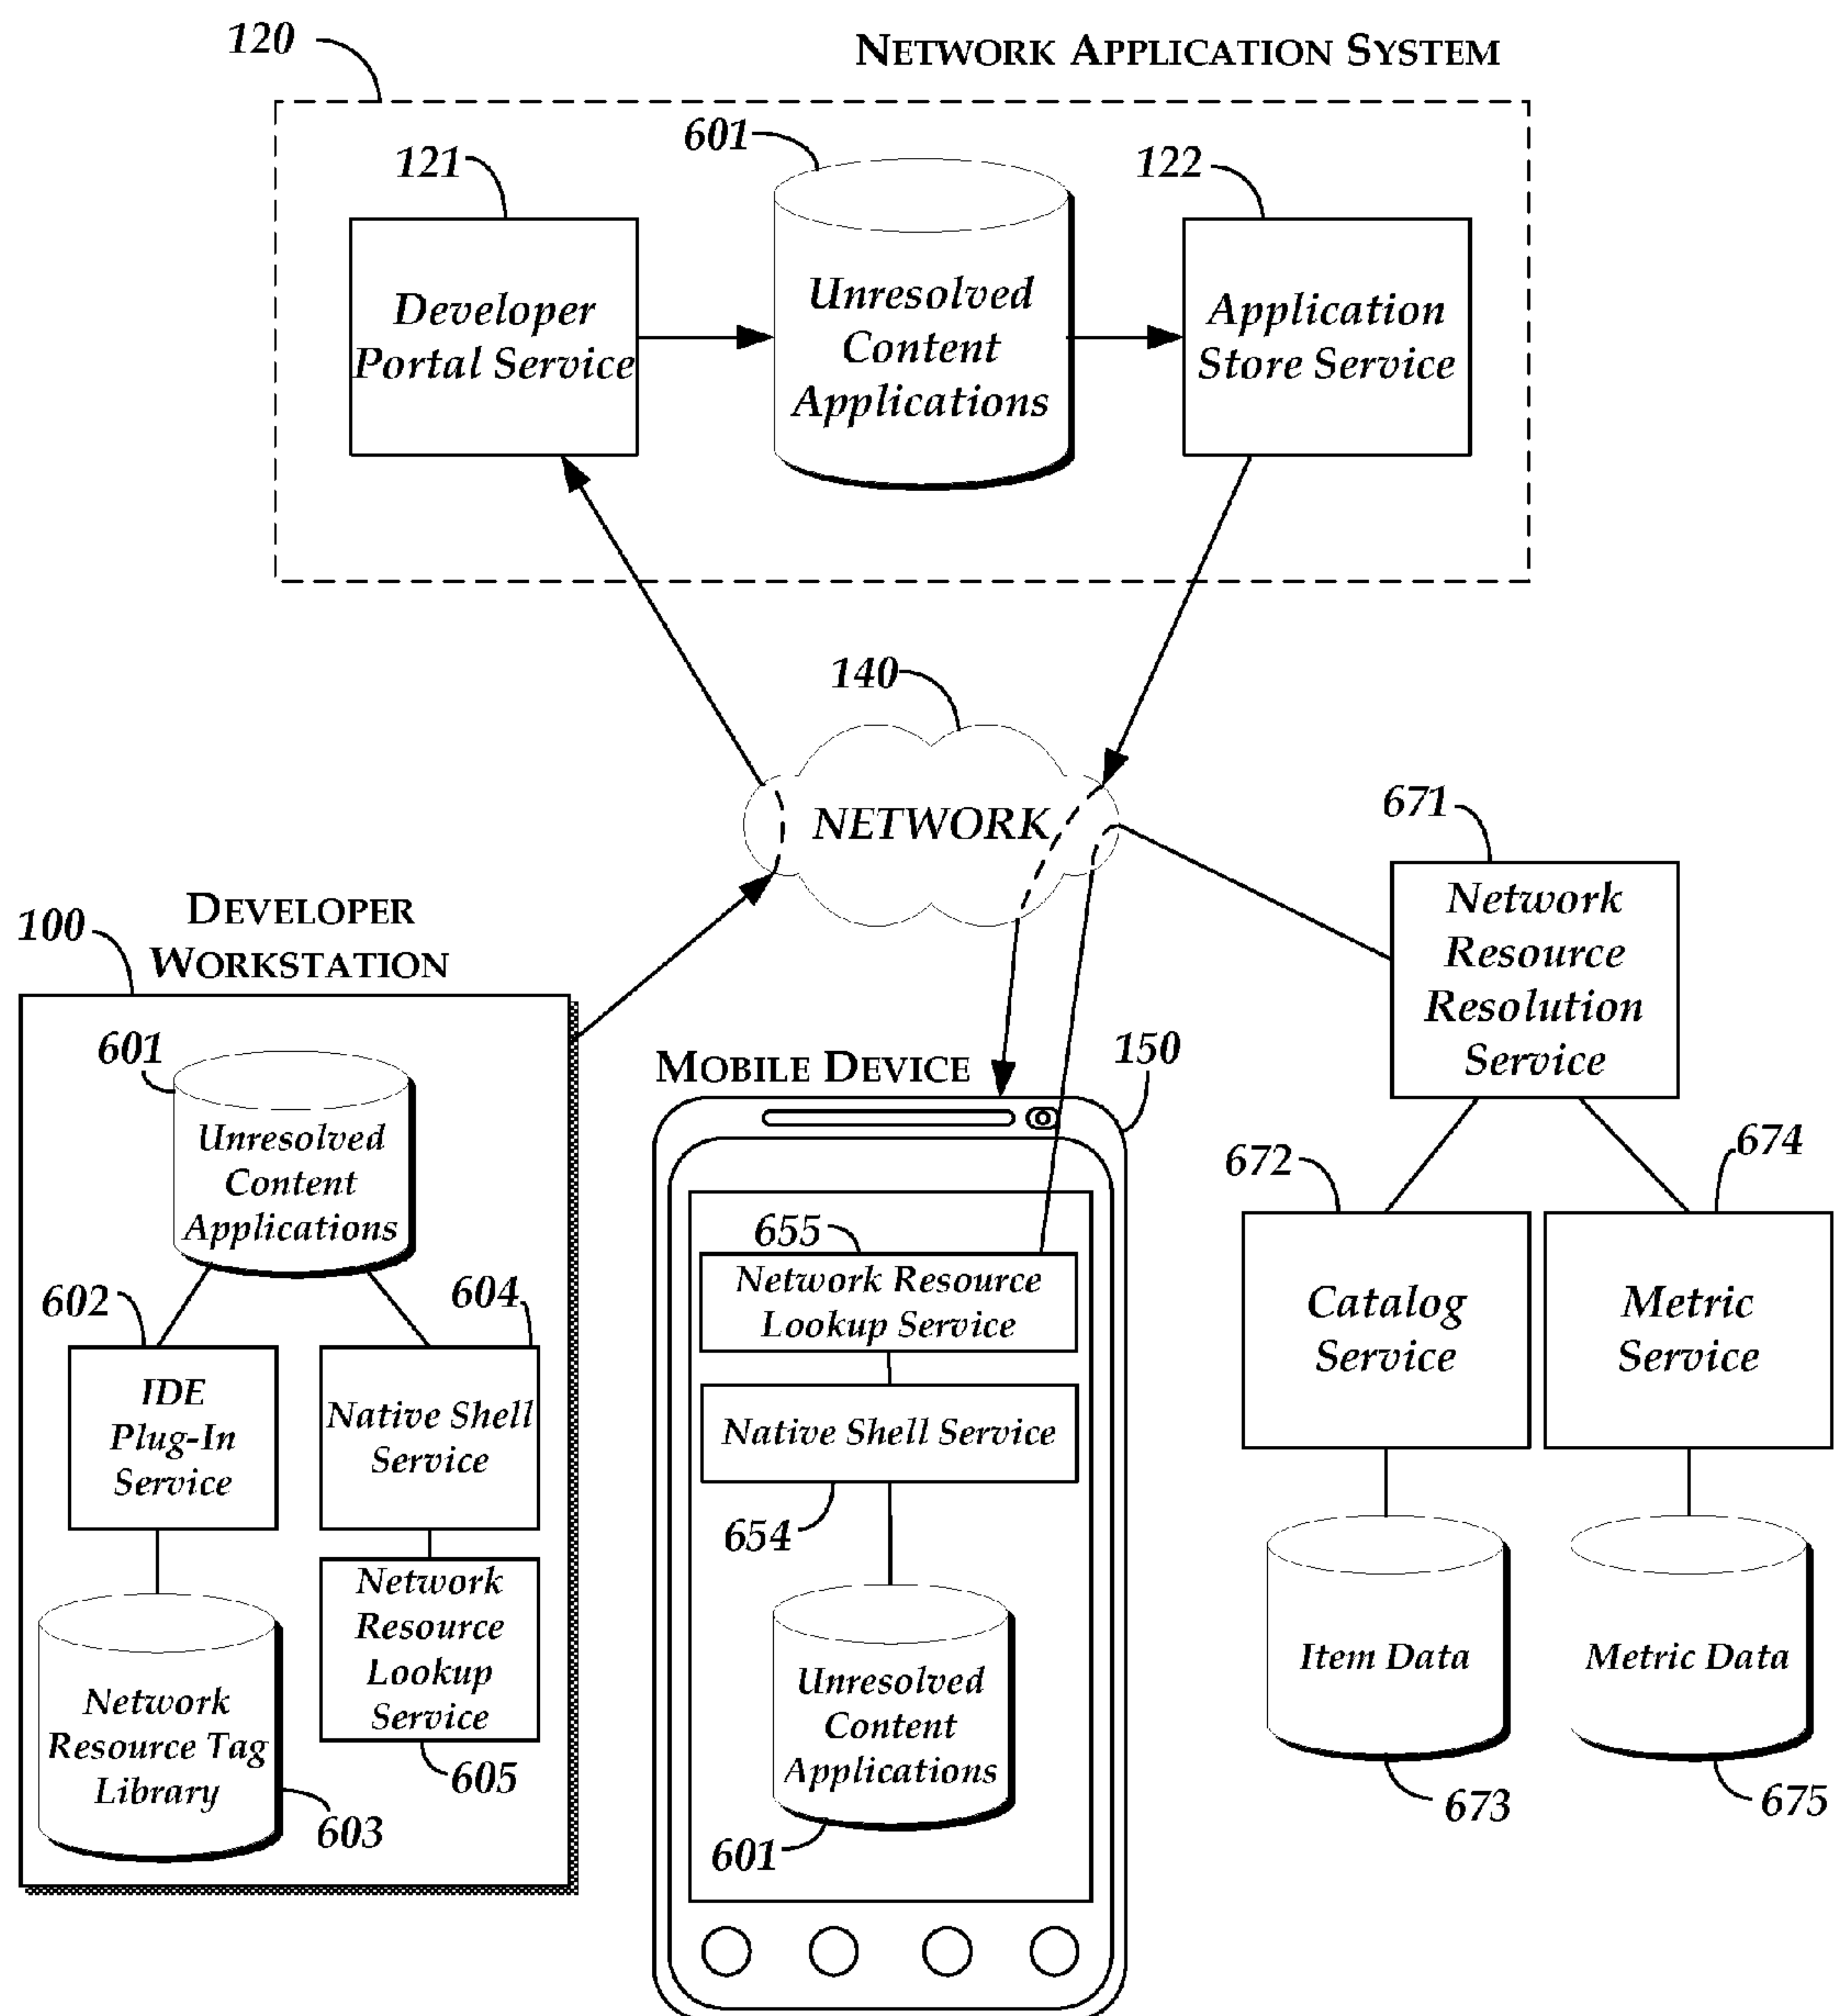 120
NETWORK APPLICATION SYSTEM
121
601
122
Developer
Portal Service
Unresolved
Content
Applications
Application
Store Service
140
NETWORK
671
Network
Resource
Resolution
Service
100
DEVELOPER
WORKSTATION
601
Unresolved
Content
Applications
602
604
IDE
Plug-In
Service
Native Shell
Service
Network
Resource Tag
Library
603
Network
Resource
Lookup
Service
605
MOBILE DEVICE
150
655
Network Resource
Lookup Service
Native Shell Service
654
Unresolved
Content
Applications
601
672
674
Catalog
Service
Metric
Service
Item Data
Metric Data
673
675